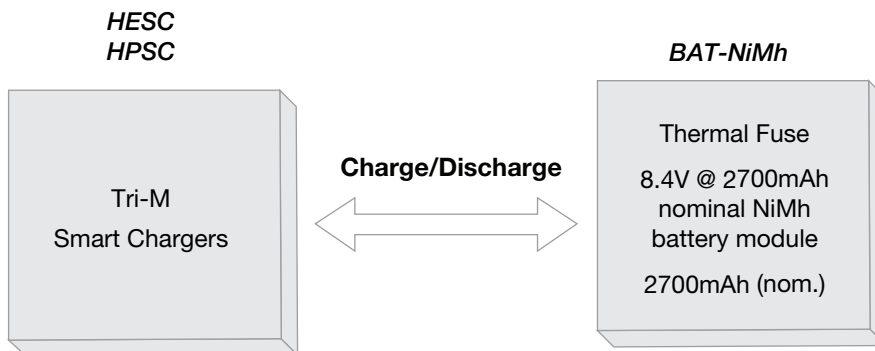 HESC
HPSC
Tri-M
Smart Chargers
Charge/Discharge
BAT-NiMh
Thermal Fuse
8.4V @ 2700mAh
nominal NiMh
battery module
2700mAh (nom.)